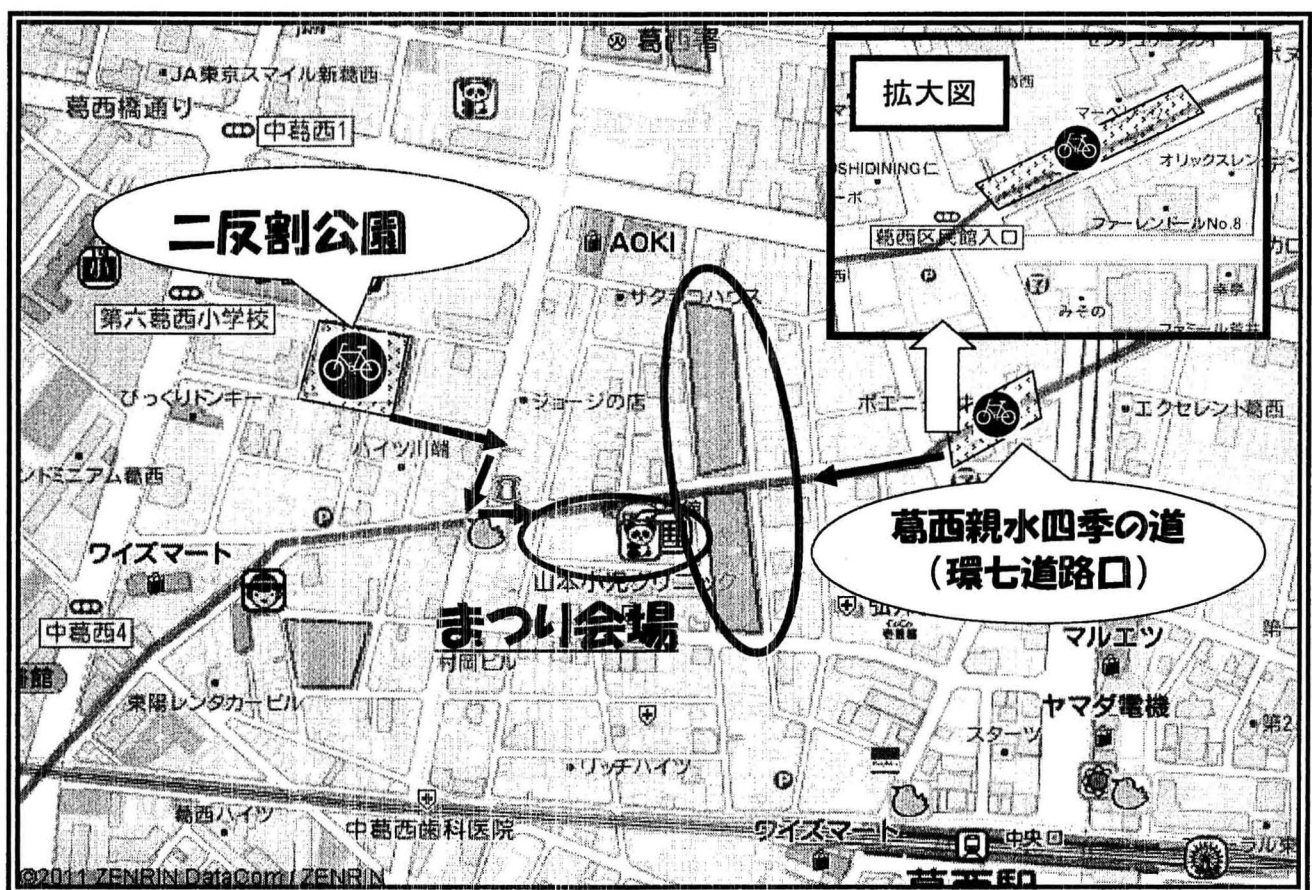 葛西署
JA東京スマイル新葛西
葛西橋通り
中葛西1
拡大図
オリックスレン
葛西区民館入口
ファーレンドールNo.8
みその
二反割公園
AOKI
第六葛西小学校
サクラコハウス
びっくりドンキー
ジョージの店
ハイツ川嶋
エクセレント葛西
ワイズマート
山本小児クリニック
葛西親水四季の道
(環七道路口)
まつり会場
中葛西4
村岡ビル
マルエツ
東陽レンタカービル
ヤマダ電機
スターツ
第2
リッチハイツ
葛西ハイツ
中葛西歯科医院
ワイズマート
中央口
葛西駅
©2011 ZENRIN DataCom / ZENRIN